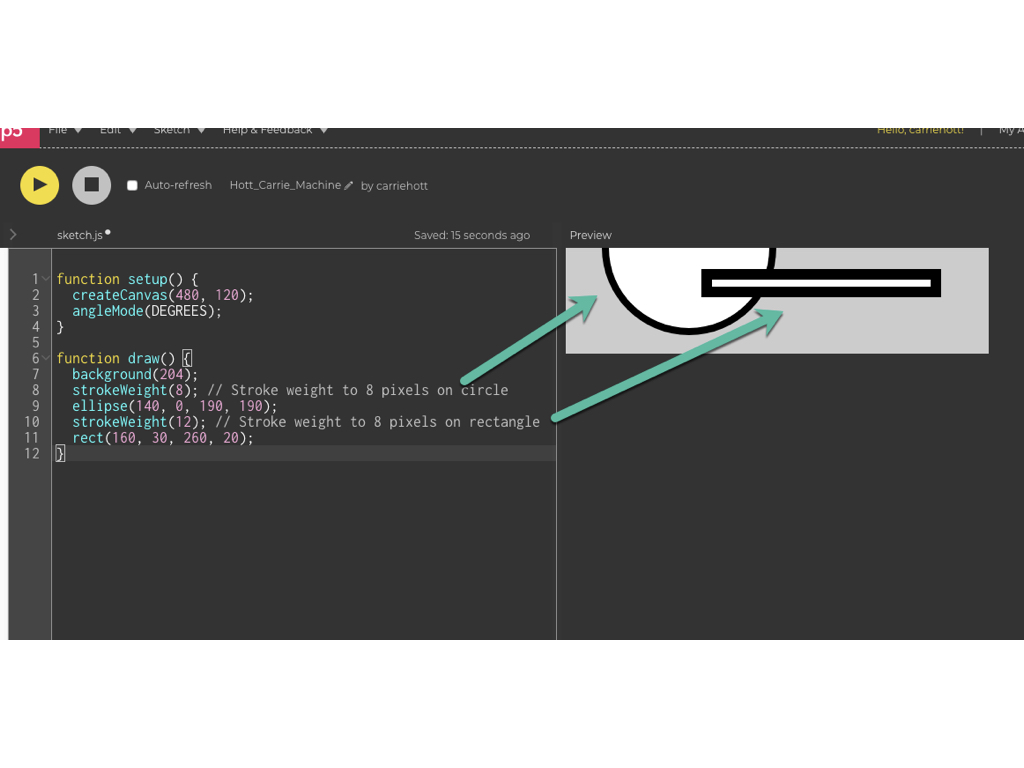 p5 File Edit Sketch Help & Feedback Hello, carriehott! | My A
Auto-refresh Hott_Carrie_Machine by carriehott
sketch.js Saved: 15 seconds ago Preview
1 function setup() {
2 createCanvas(480, 120);
3 angleMode(DEGREES);
4 }
5
6 function draw() {
7 background(204);
8 strokeWeight(8); // Stroke weight to 8 pixels on circle
9 ellipse(140, 0, 190, 190);
10 strokeWeight(12); // Stroke weight to 8 pixels on rectangle
11 rect(160, 30, 260, 20);
12 }